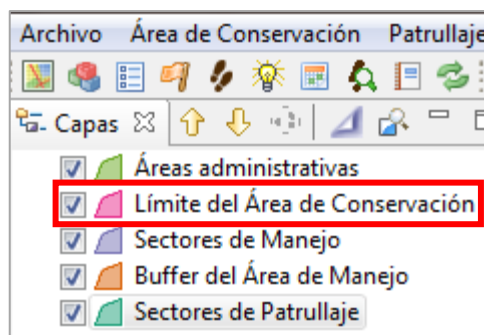 Archivo Área de Conservación Patrullaje
Capas
Áreas administrativas
Límite del Área de Conservación
Sectores de Manejo
Buffer del Área de Manejo
Sectores de Patrullaje